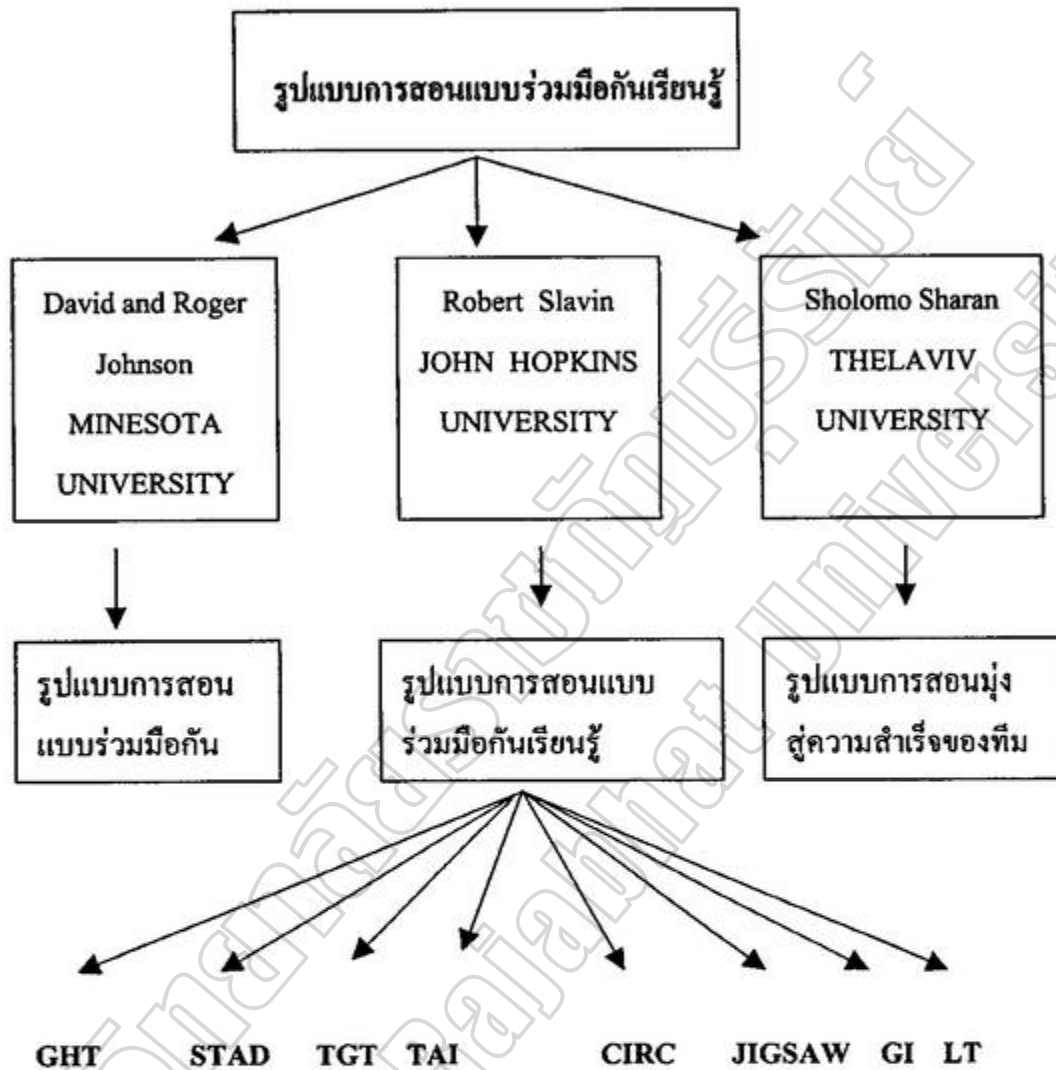 รูปแบบการสอนแบบร่วมมือกันเรียนรู้
David and Roger
Johnson
MINESOTA
UNIVERSITY
Robert Slavin
JOHN HOPKINS
UNIVERSITY
Sholomo Sharan
THELAVIV
UNIVERSITY
รูปแบบการสอน
แบบร่วมมือกัน
รูปแบบการสอนแบบ
ร่วมมือกันเรียนรู้
รูปแบบการสอนมุ่ง
สู่ความสำเร็จของทีม
GHT STAD TGT TAI CIRC JIGSAW GI LT